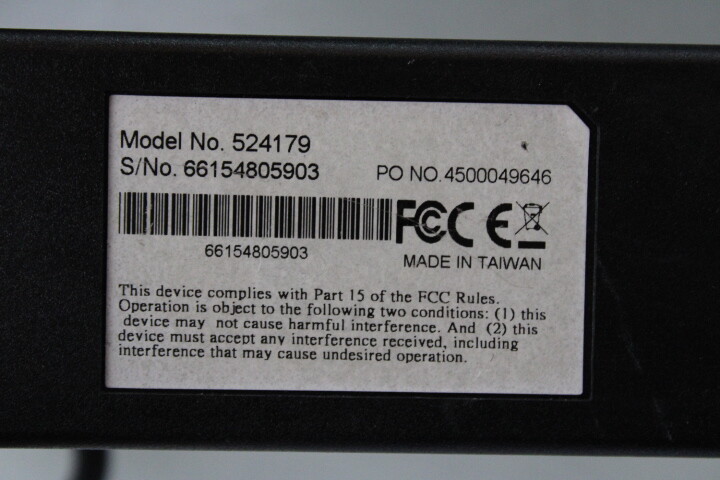 Model No. 524179
S/No. 66154805903
PO NO.4500049646
FCC CE
66154805903
MADE IN TAIWAN
This device complies with Part 15 of the FCC Rules.
Operation is object to the following two conditions: (1) this
device may not cause harmful interference. And (2) this
device must accept any interference received, including
interference that may cause undesired operation.